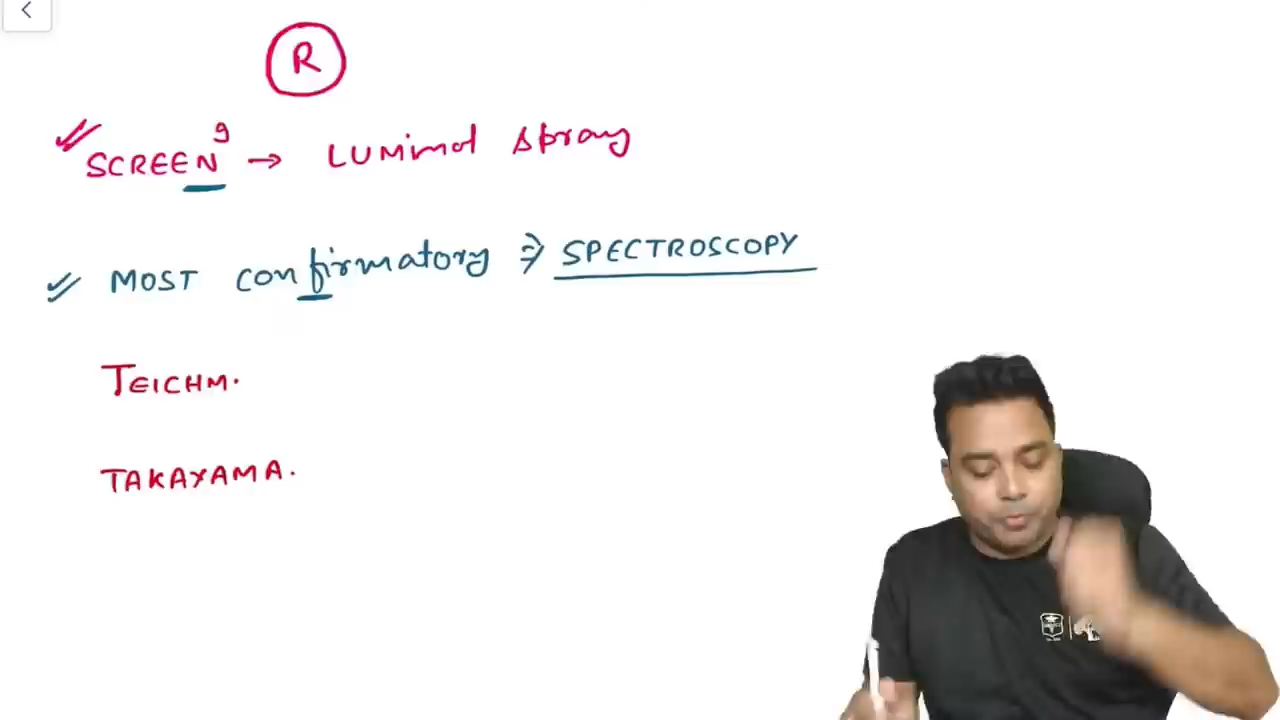 R
SCREENg → Luminol spray
MOST confirmatory ⇒ SPECTROSCOPY
TEICHM.
TAKAYAMA.